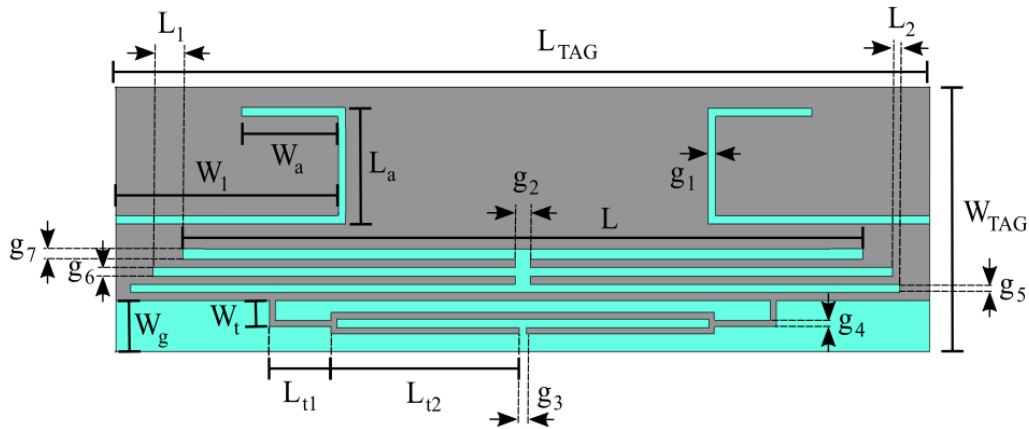 L1 L2
LTAG
Wa
W1 La g1
g2
L WTAG
g7
g6
g5
Wg Wt g4
Lt1 Lt2 g3